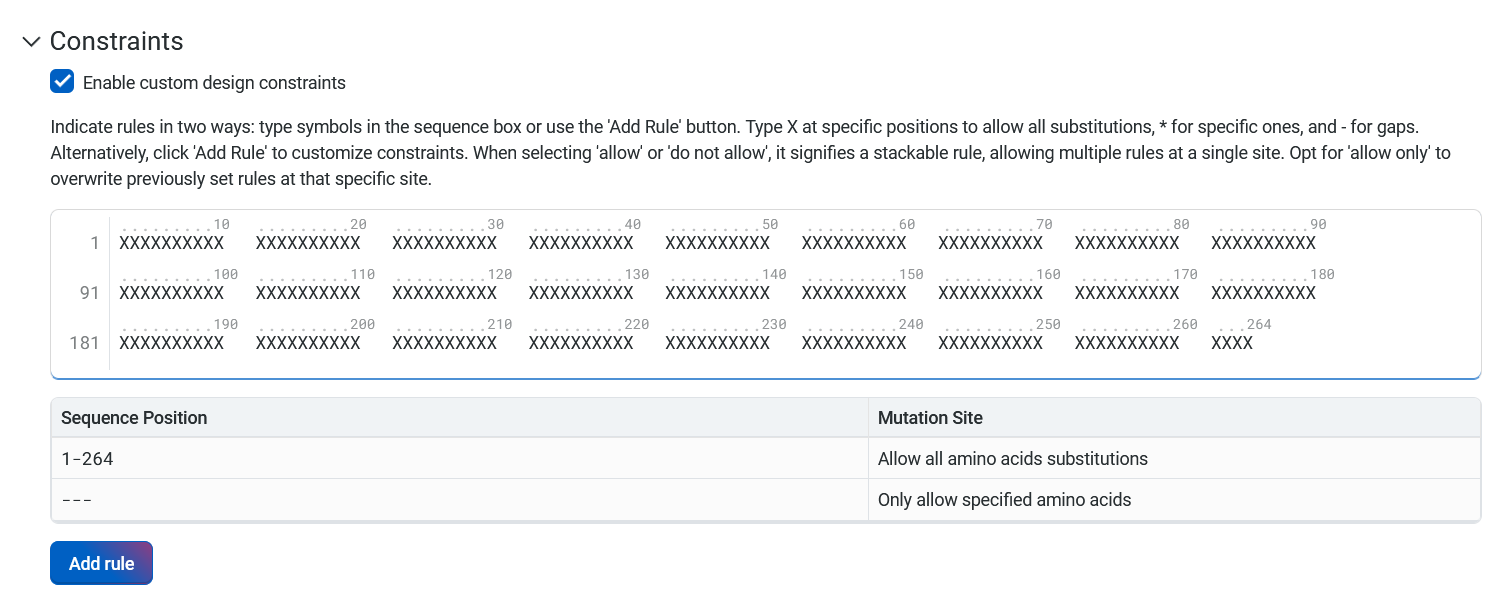 Constraints
Enable custom design constraints
Indicate rules in two ways: type symbols in the sequence box or use the 'Add Rule' button. Type X at specific positions to allow all substitutions, * for specific ones, and - for gaps.
Alternatively, click 'Add Rule' to customize constraints. When selecting 'allow' or 'do not allow', it signifies a stackable rule, allowing multiple rules at a single site. Opt for 'allow only' to
overwrite previously set rules at that specific site.
.........10 .........20 .........30 .........40 .........50 .........60 .........70 .........80 .........90
1 XXXXXXXXXX XXXXXXXXXX XXXXXXXXXX XXXXXXXXXX XXXXXXXXXX XXXXXXXXXX XXXXXXXXXX XXXXXXXXXX XXXXXXXXXX
.........100 .........110 .........120 .........130 .........140 .........150 .........160 .........170 .........180
91 XXXXXXXXXX XXXXXXXXXX XXXXXXXXXX XXXXXXXXXX XXXXXXXXXX XXXXXXXXXX XXXXXXXXXX XXXXXXXXXX XXXXXXXXXX
.........190 .........200 .........210 .........220 .........230 .........240 .........250 .........260 ...264
181 XXXXXXXXXX XXXXXXXXXX XXXXXXXXXX XXXXXXXXXX XXXXXXXXXX XXXXXXXXXX XXXXXXXXXX XXXXXXXXXX XXXX
Sequence Position Mutation Site
1-264 Allow all amino acids substitutions
--- Only allow specified amino acids
Add rule